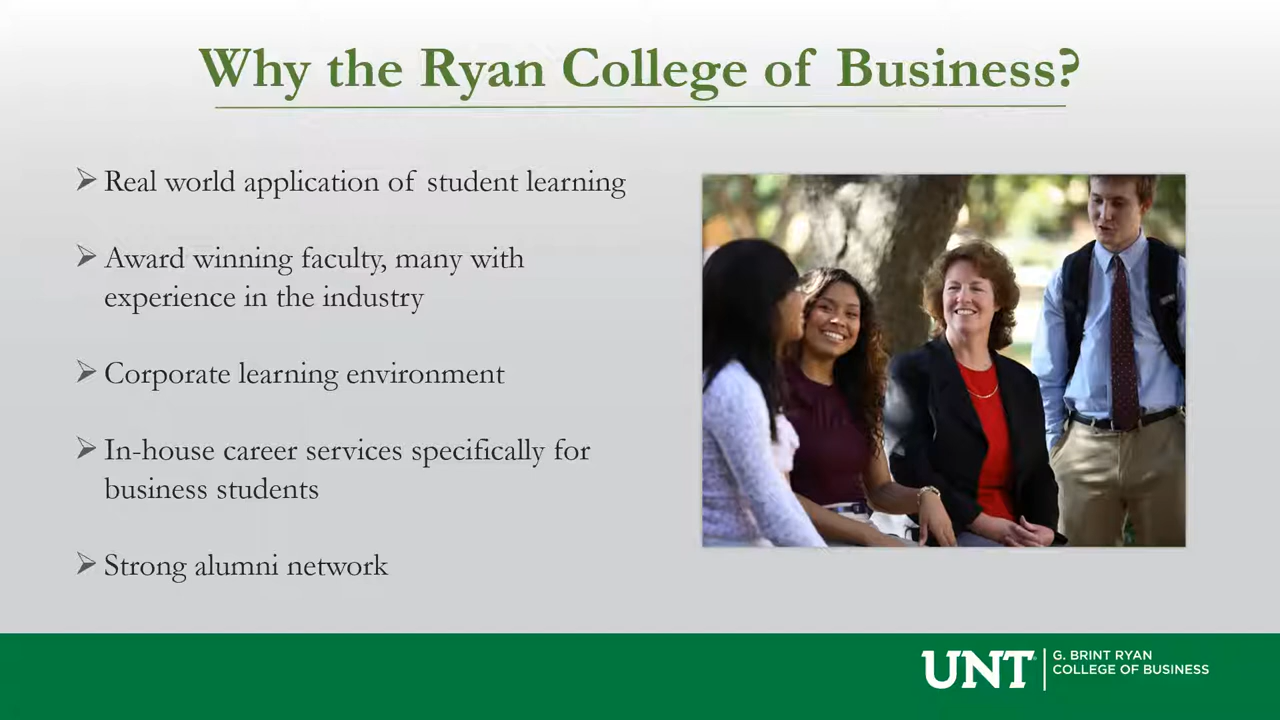 Why the Ryan College of Business?
➢ Real world application of student learning
➢ Award winning faculty, many with
experience in the industry
➢ Corporate learning environment
➢ In-house career services specifically for
business students
➢ Strong alumni network
UNT
G. BRINT RYAN
COLLEGE OF BUSINESS